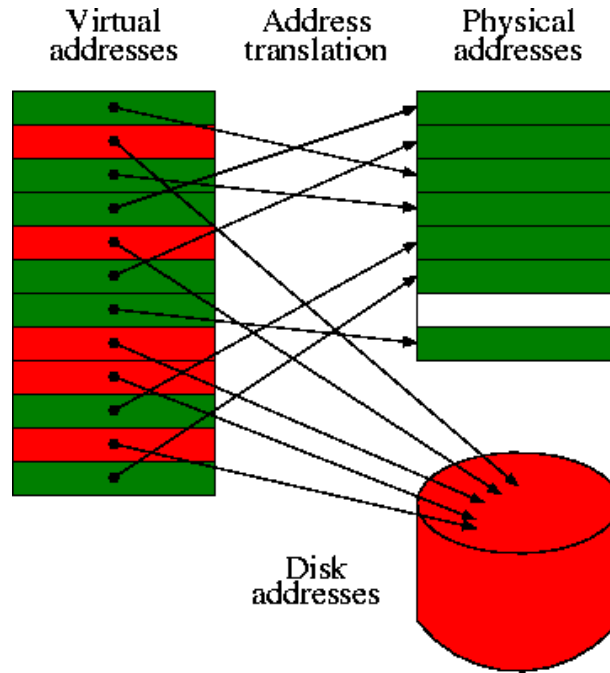 Virtual
addresses
Address
translation
Physical
addresses
Disk
addresses